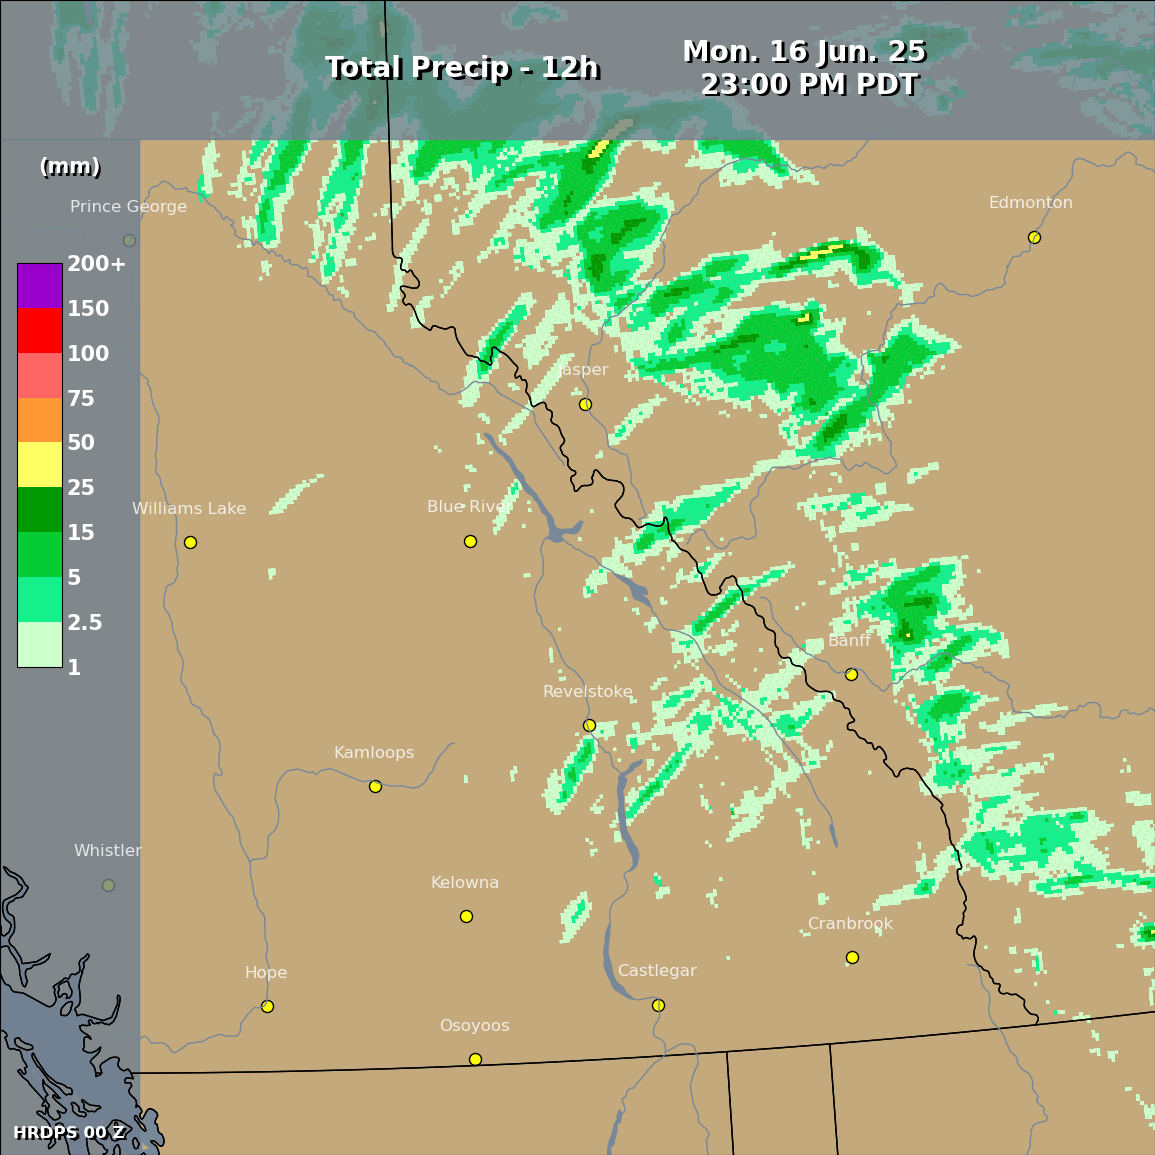 Total Precip - 12h
Mon. 16 Jun. 25
23:00 PM PDT
(mm)
200+
150
100
75
50
25
15
5
2.5
1
Prince George
Edmonton
Jasper
Williams Lake
Blue River
Banff
Revelstoke
Kamloops
Whistler
Kelowna
Cranbrook
Hope
Castlegar
Osoyoos
HRDPS 00 Z